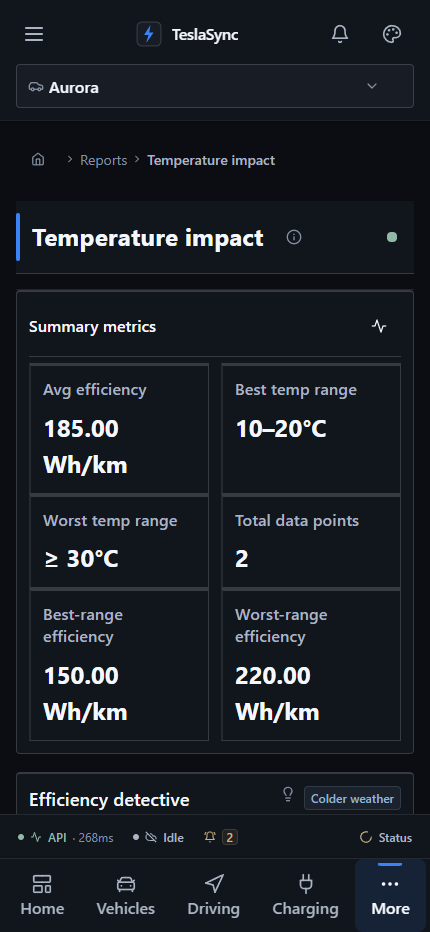 TeslaSync
Aurora
Reports
Temperature impact
Temperature impact
Summary metrics
Avg efficiency
185.00
Wh/km
Best temp range
10–20°C
Worst temp range
≥ 30°C
Total data points
2
Best-range
efficiency
150.00
Wh/km
Worst-range
efficiency
220.00
Wh/km
Efficiency detective
Colder weather
API · 268ms
Idle
2
Status
Home
Vehicles
Driving
Charging
More